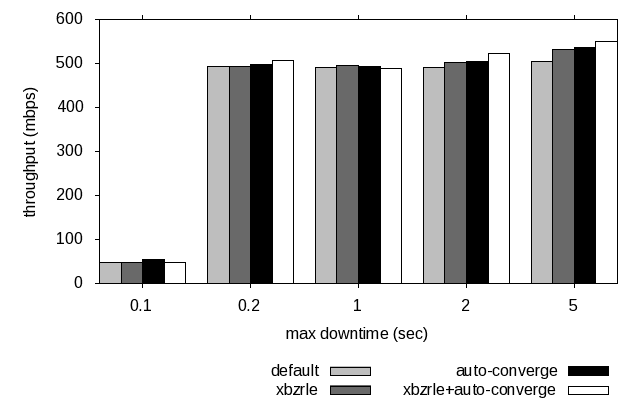 600
500
400
300
200
100
0
throughput (mbps)
0.1 0.2 1 2 5
max downtime (sec)
default auto-converge
xbzrle xbzrle+auto-converge